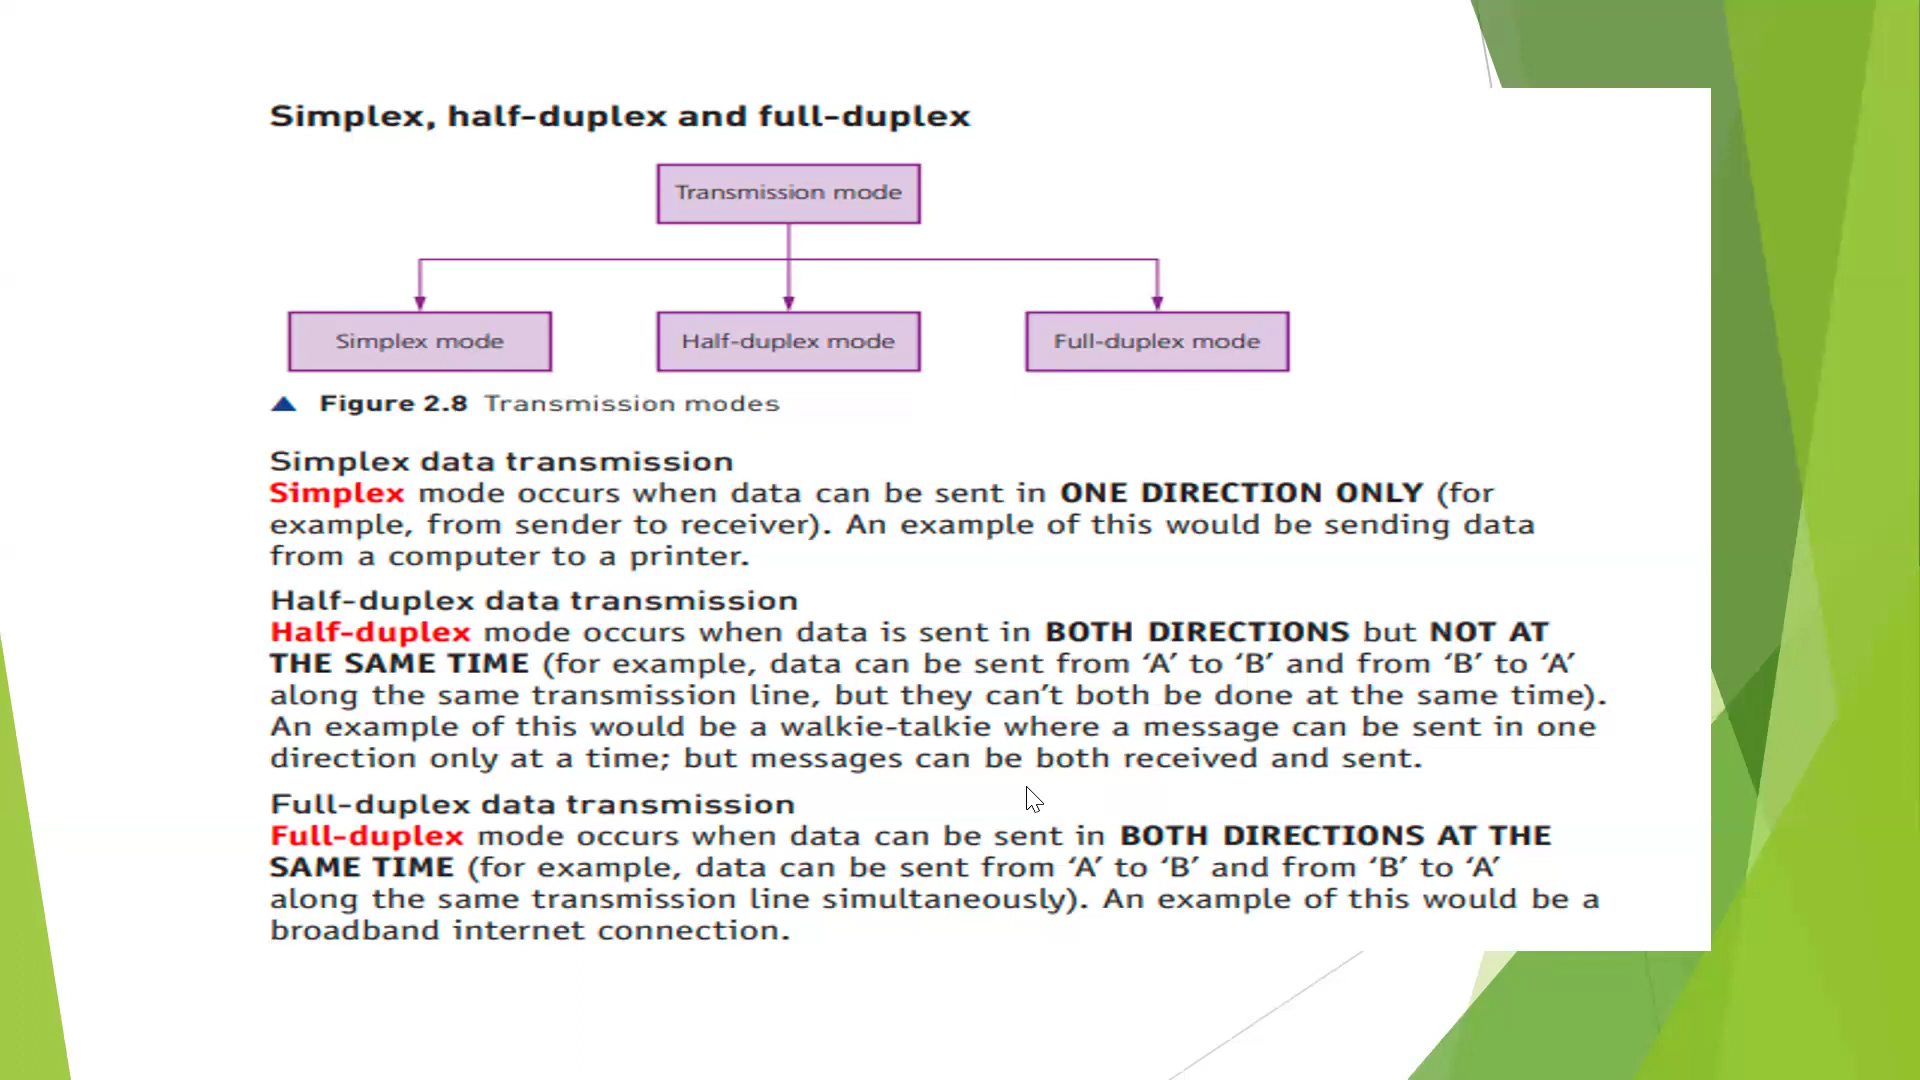 Simplex, half-duplex and full-duplex
Transmission mode
Simplex mode
Half-duplex mode
Full-duplex mode
▲ Figure 2.8 Transmission modes
Simplex data transmission
Simplex mode occurs when data can be sent in ONE DIRECTION ONLY (for
example, from sender to receiver). An example of this would be sending data
from a computer to a printer.
Half-duplex data transmission
Half-duplex mode occurs when data is sent in BOTH DIRECTIONS but NOT AT
THE SAME TIME (for example, data can be sent from ‘A’ to ‘B’ and from ‘B’ to ‘A’
along the same transmission line, but they can’t both be done at the same time).
An example of this would be a walkie-talkie where a message can be sent in one
direction only at a time; but messages can be both received and sent.
Full-duplex data transmission
Full-duplex mode occurs when data can be sent in BOTH DIRECTIONS AT THE
SAME TIME (for example, data can be sent from ‘A’ to ‘B’ and from ‘B’ to ‘A’
along the same transmission line simultaneously). An example of this would be a
broadband internet connection.